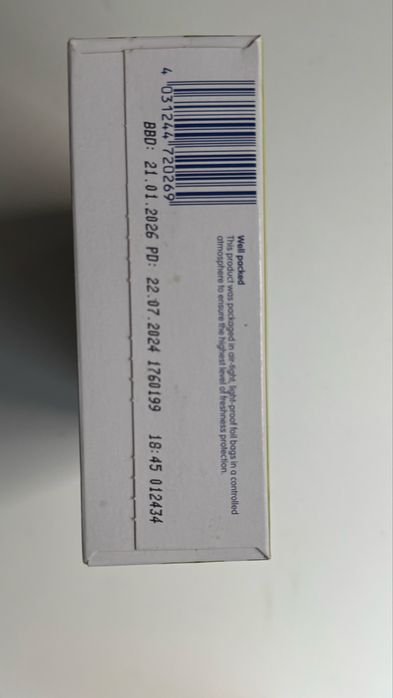 4 031244 720269
BBD: 21.01.2026 PD: 22.07.2024 1760199 18:45 012434
Well packed
This product was packaged in air-tight, light-proof foil bags in a controlled
atmosphere to ensure the highest level of freshness protection.